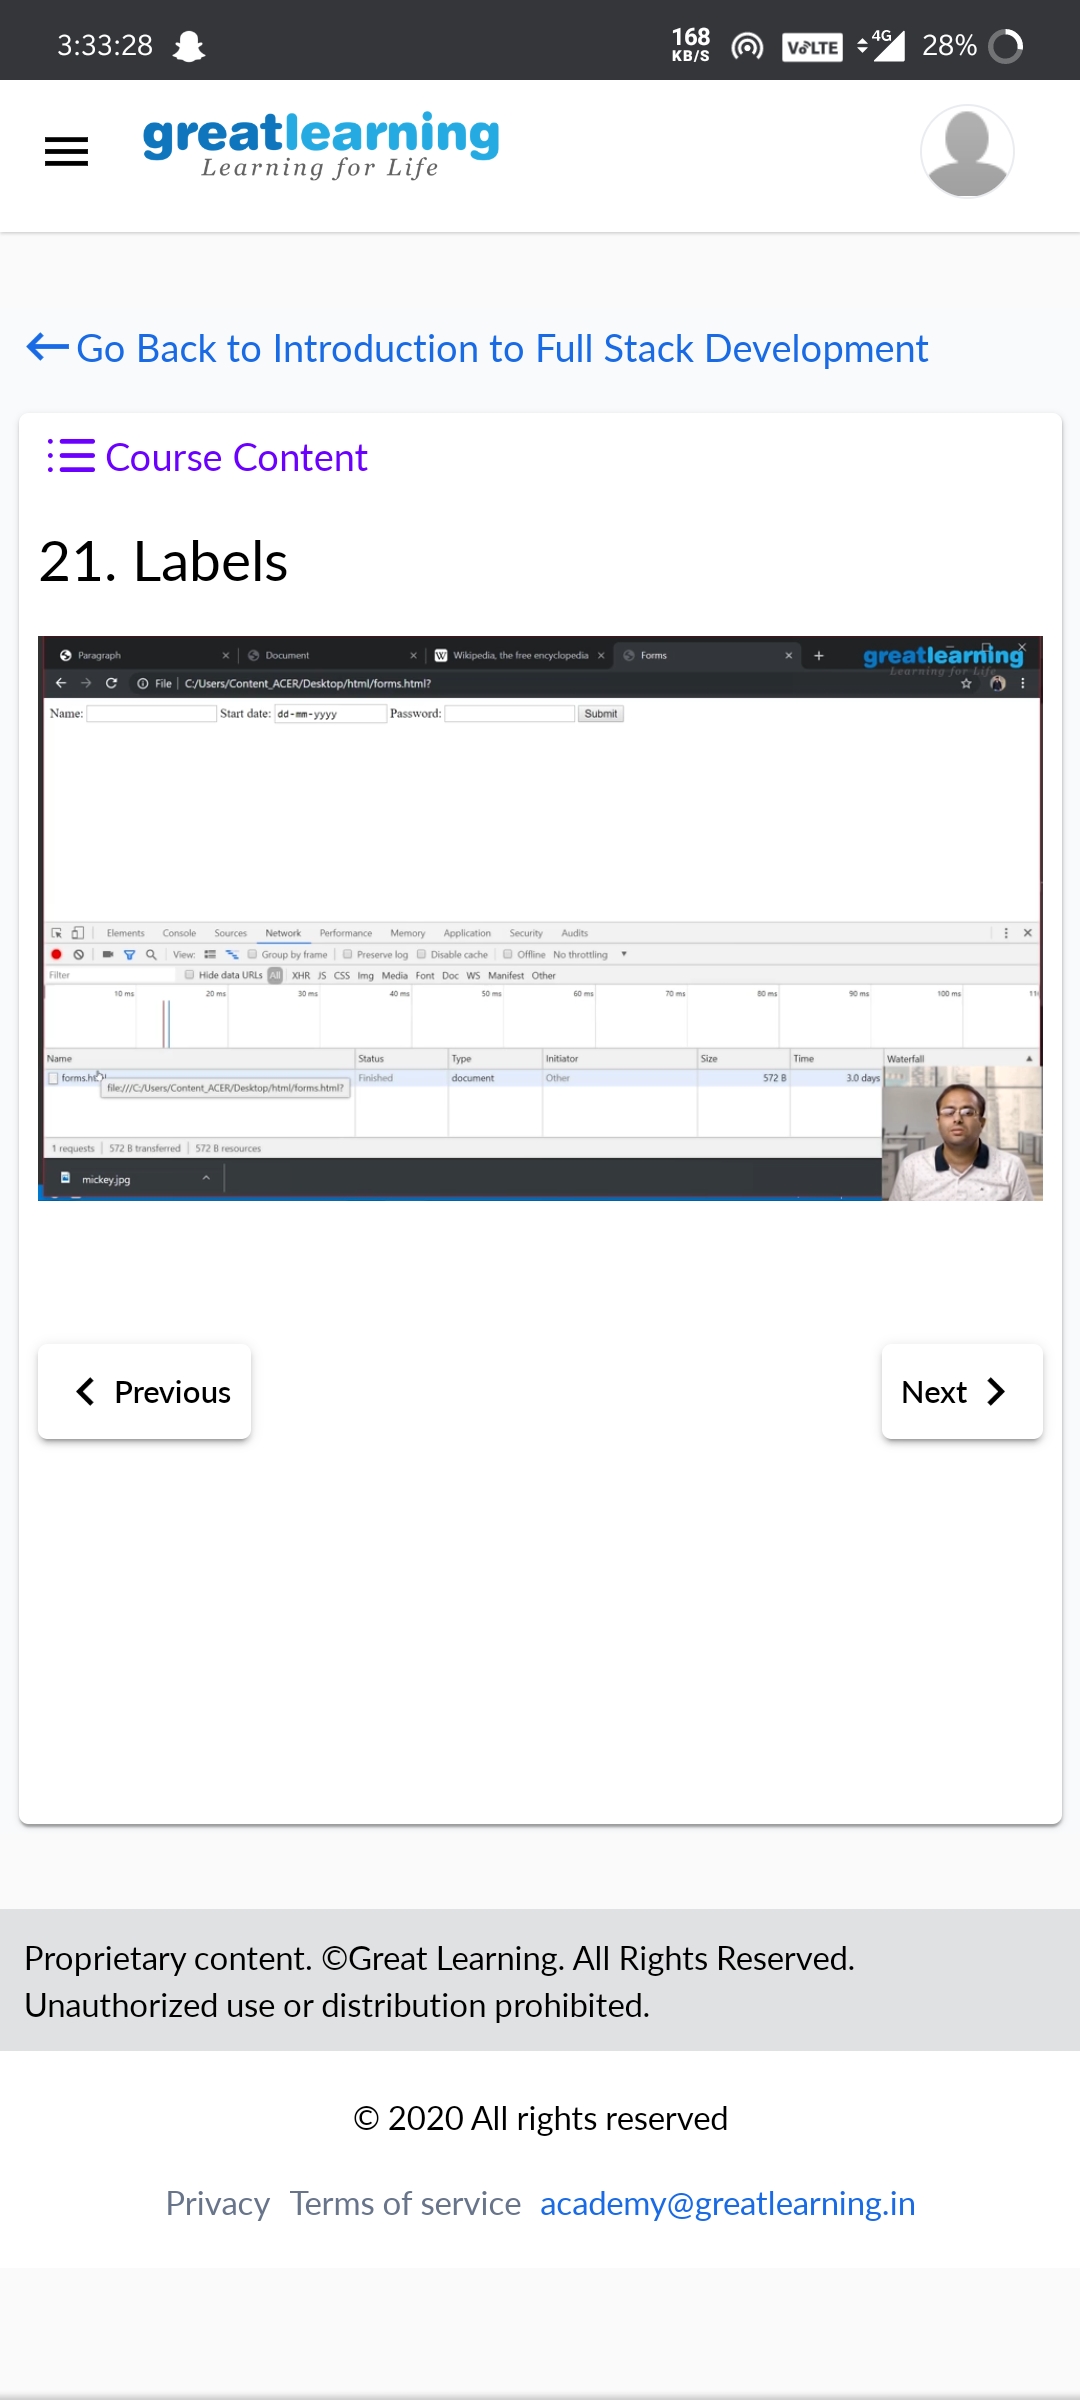 3:33:28
168 KB/S VoLTE 4G 28%
greatlearning
Learning for Life
Go Back to Introduction to Full Stack Development
Course Content
21. Labels
Paragraph Document W Wikipedia, the free encyclopedia Forms
greatlearning
Learning for Life
File C:/Users/Content_ACER/Desktop/html/forms.html?
Name: Start date: dd-mm-yyyy Password: Submit
Elements Console Sources Network Performance Memory Application Security Audits
View: Group by frame Preserve log Disable cache Offline No throttling
Filter Hide data URLs All XHR JS CSS Img Media Font Doc WS Manifest Other
10 ms 20 ms 30 ms 40 ms 50 ms 60 ms 70 ms 80 ms 90 ms 100 ms
Name Status Type Initiator Size Time Waterfall
Finished document Other 572 B 3.0 days
file:///C:/Users/Content_ACER/Desktop/html/forms.html?
1 requests 572 B transferred 572 B resources
mickey.jpg
Previous Next
Proprietary content. ©Great Learning. All Rights Reserved.
Unauthorized use or distribution prohibited.
© 2020 All rights reserved
Privacy Terms of service academy@greatlearning.in